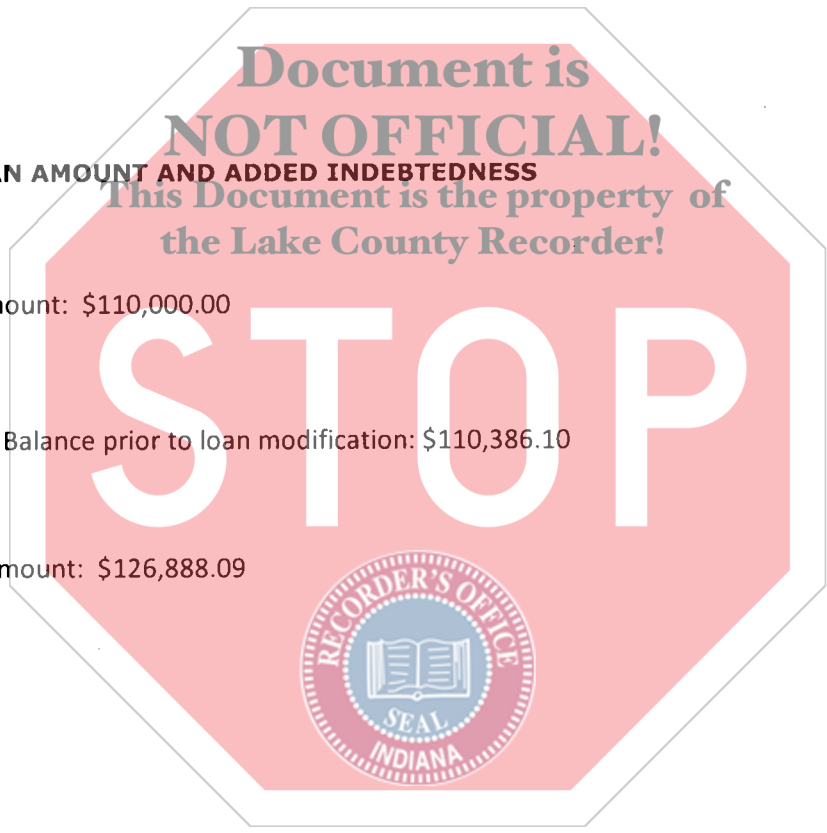 Document is
NOT OFFICIAL!
AN AMOUNT AND ADDED INDEBTEDNESS
This Document is the property of
the Lake County Recorder!
mount: $110,000.00
STOP
Balance prior to loan modification: $110,386.10
mount: $126,888.09
RECORDER'S OFFICE
SEAL
INDIANA